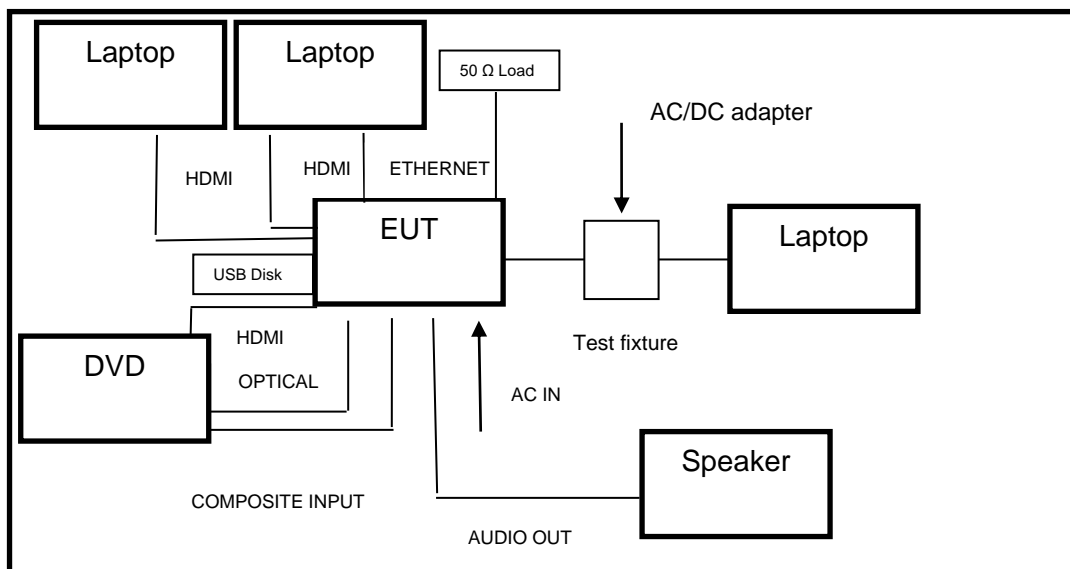 Laptop
Laptop
50 Ω Load
AC/DC adapter
HDMI
HDMI
ETHERNET
EUT
Laptop
USB Disk
HDMI
Test fixture
DVD
OPTICAL
AC IN
Speaker
COMPOSITE INPUT
AUDIO OUT